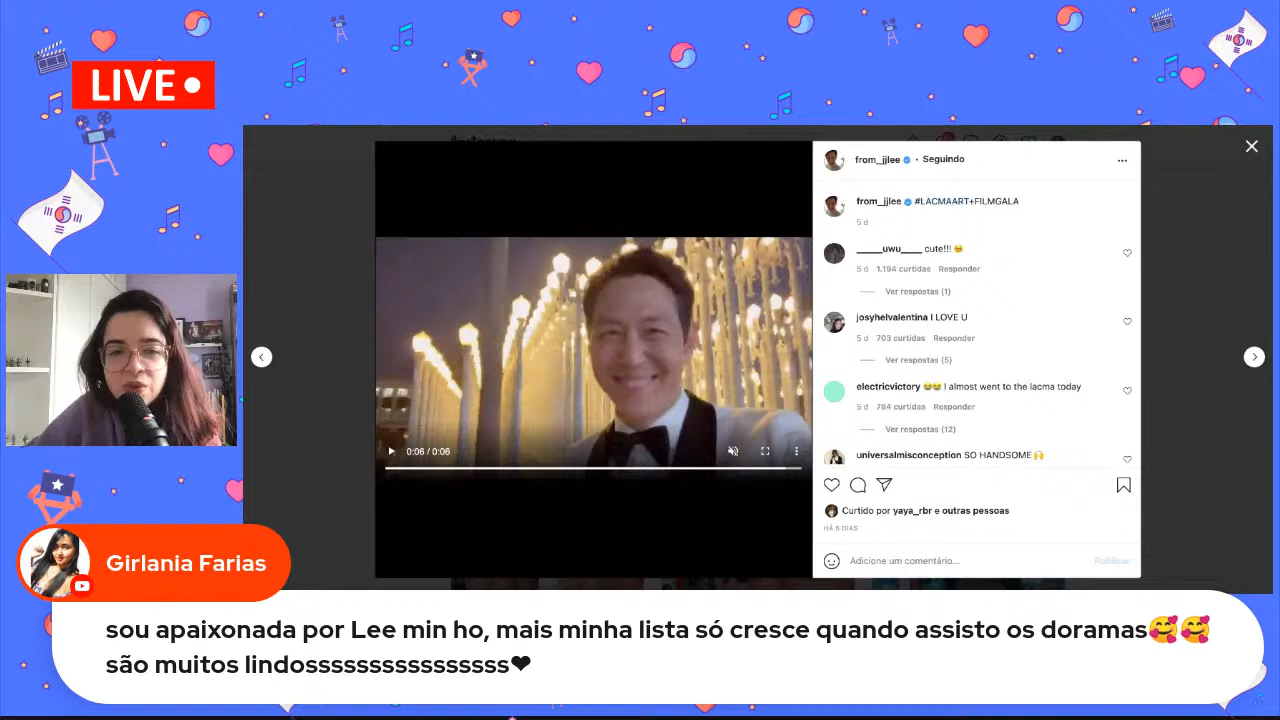 LIVE
from_jjlee • Seguindo
from_jjlee #LACMAART+FILMGALA
5 d
_____uwu_____ cute!!! 🥺
5 d 1.194 curtidas Responder
Ver respostas (1)
josyhelvalentina I LOVE U
5 d 703 curtidas Responder
Ver respostas (5)
electricvictory 😭😭 I almost went to the lacma today
5 d 784 curtidas Responder
Ver respostas (12)
universalmisconception SO HANDSOME 🙌
0:06 / 0:06
Curtido por yaya_rbr e outras pessoas
HÁ 5 DIAS
Adicione um comentário...
Publicar
Girlania Farias
sou apaixonada por Lee min ho, mais minha lista só cresce quando assisto os doramas🥰🥰
são muitos lindosssssssssssssssss❤